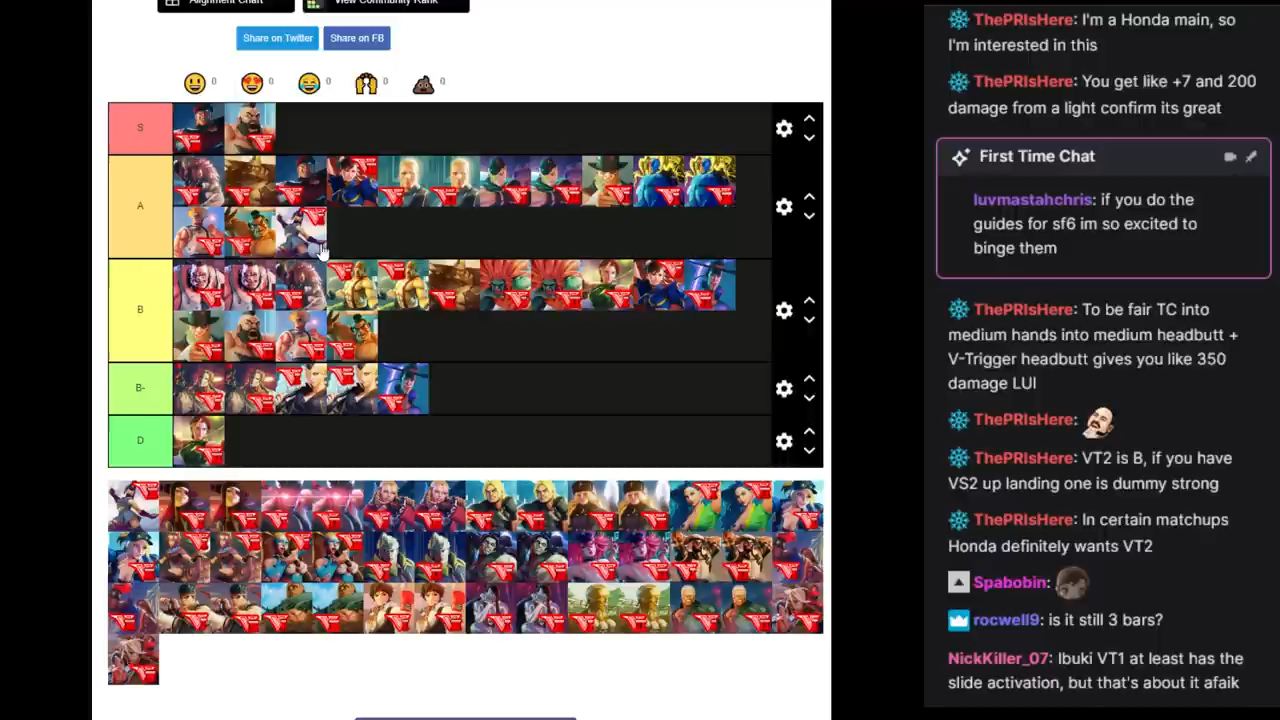 Alignment Chart
View Community Rank
Share on Twitter
Share on FB
0
0
0
0
0
S
A
B
B-
D
ThePRIsHere: I'm a Honda main, so
I'm interested in this
ThePRIsHere: You get like +7 and 200
damage from a light confirm its great
First Time Chat
luvmastahchris: if you do the
guides for sf6 im so excited to
binge them
ThePRIsHere: To be fair TC into
medium hands into medium headbutt +
V-Trigger headbutt gives you like 350
damage LUI
ThePRIsHere:
ThePRIsHere: VT2 is B, if you have
VS2 up landing one is dummy strong
ThePRIsHere: In certain matchups
Honda definitely wants VT2
Spabobin:
rocwell9: is it still 3 bars?
NickKiller_07: Ibuki VT1 at least has the
slide activation, but that's about it afaik